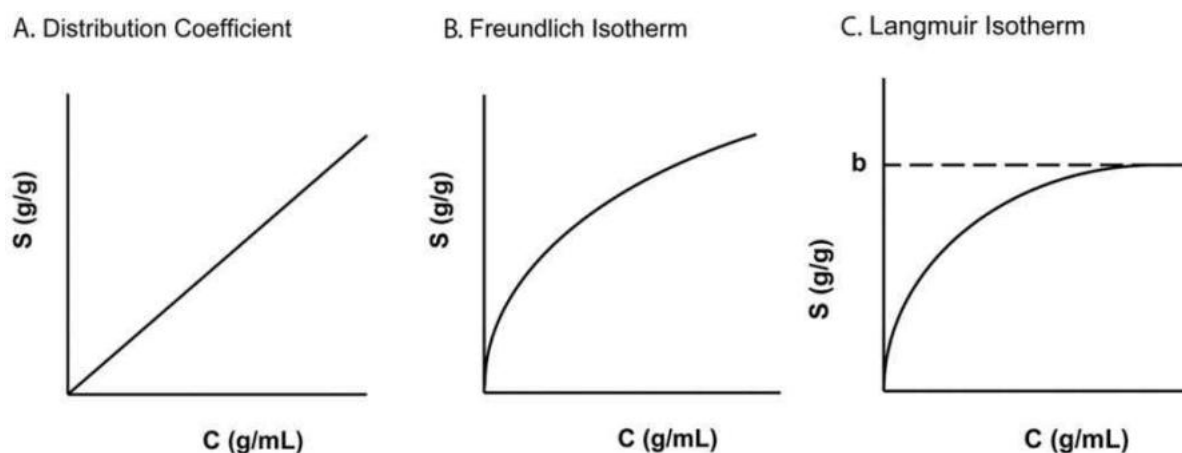 A. Distribution Coefficient
S (g/g)
C (g/mL)
B. Freundlich Isotherm
S (g/g)
C (g/mL)
C. Langmuir Isotherm
b
S (g/g)
C (g/mL)